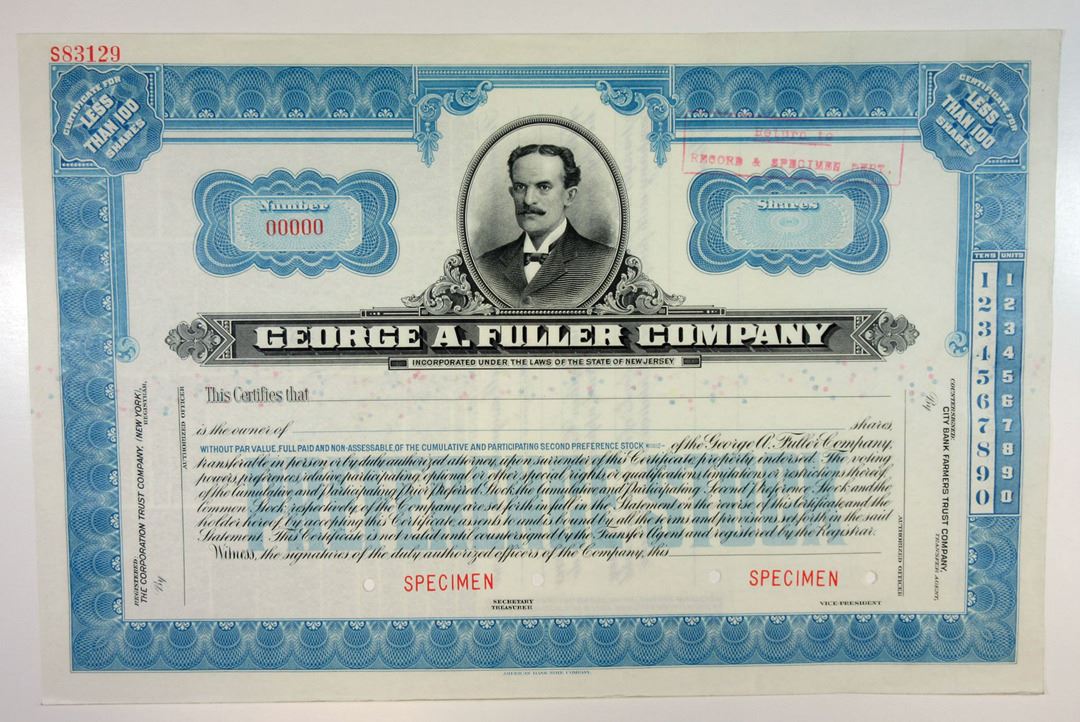 S83129
CERTIFICATE FOR
LESS
THAN 100
SHARES
CERTIFICATE FOR
LESS
THAN 100
SHARES
Return to
RECORD & SPECIMEN DEPT.
Number
00000
Shares
GEORGE A. FULLER COMPANY
INCORPORATED UNDER THE LAWS OF THE STATE OF NEW JERSEY
TENS UNITS
1 1
2 2
3 3
4 4
5 5
6 6
7 7
8 8
9 9
0 0
This Certifies that
is the owner of shares,
WITHOUT PAR VALUE, FULL PAID AND NON-ASSESSABLE, OF THE CUMULATIVE AND PARTICIPATING SECOND PREFERENCE STOCK of the George A. Fuller Company,
transferable in person or by duly authorized attorney, upon surrender of this Certificate, properly indorsed. The voting
powers, preferences, relative, participating, optional or other special rights, or qualifications, limitations or restrictions thereof,
of the Cumulative and Participating Prior Preferred Stock, the Cumulative and Participating Second Preference Stock and the
Common Stock, respectively, of the Company are set forth in full in the Statement on the reverse of this Certificate and the
holder hereof by accepting this Certificate, assents to and is bound by all the terms and provisions set forth in the said
Statement. This Certificate is not valid until countersigned by the Transfer Agent and registered by the Registrar.
Witness, the signatures of the duly authorized officers of the Company, this
SPECIMEN
SPECIMEN
SECRETARY
TREASURER
VICE-PRESIDENT
REGISTERED:
THE CORPORATION TRUST COMPANY, (NEW YORK)
REGISTRAR,
By
AUTHORIZED OFFICER
COUNTERSIGNED:
CITY BANK FARMERS TRUST COMPANY,
TRANSFER AGENT,
By
AUTHORIZED OFFICER
AMERICAN BANK NOTE COMPANY.